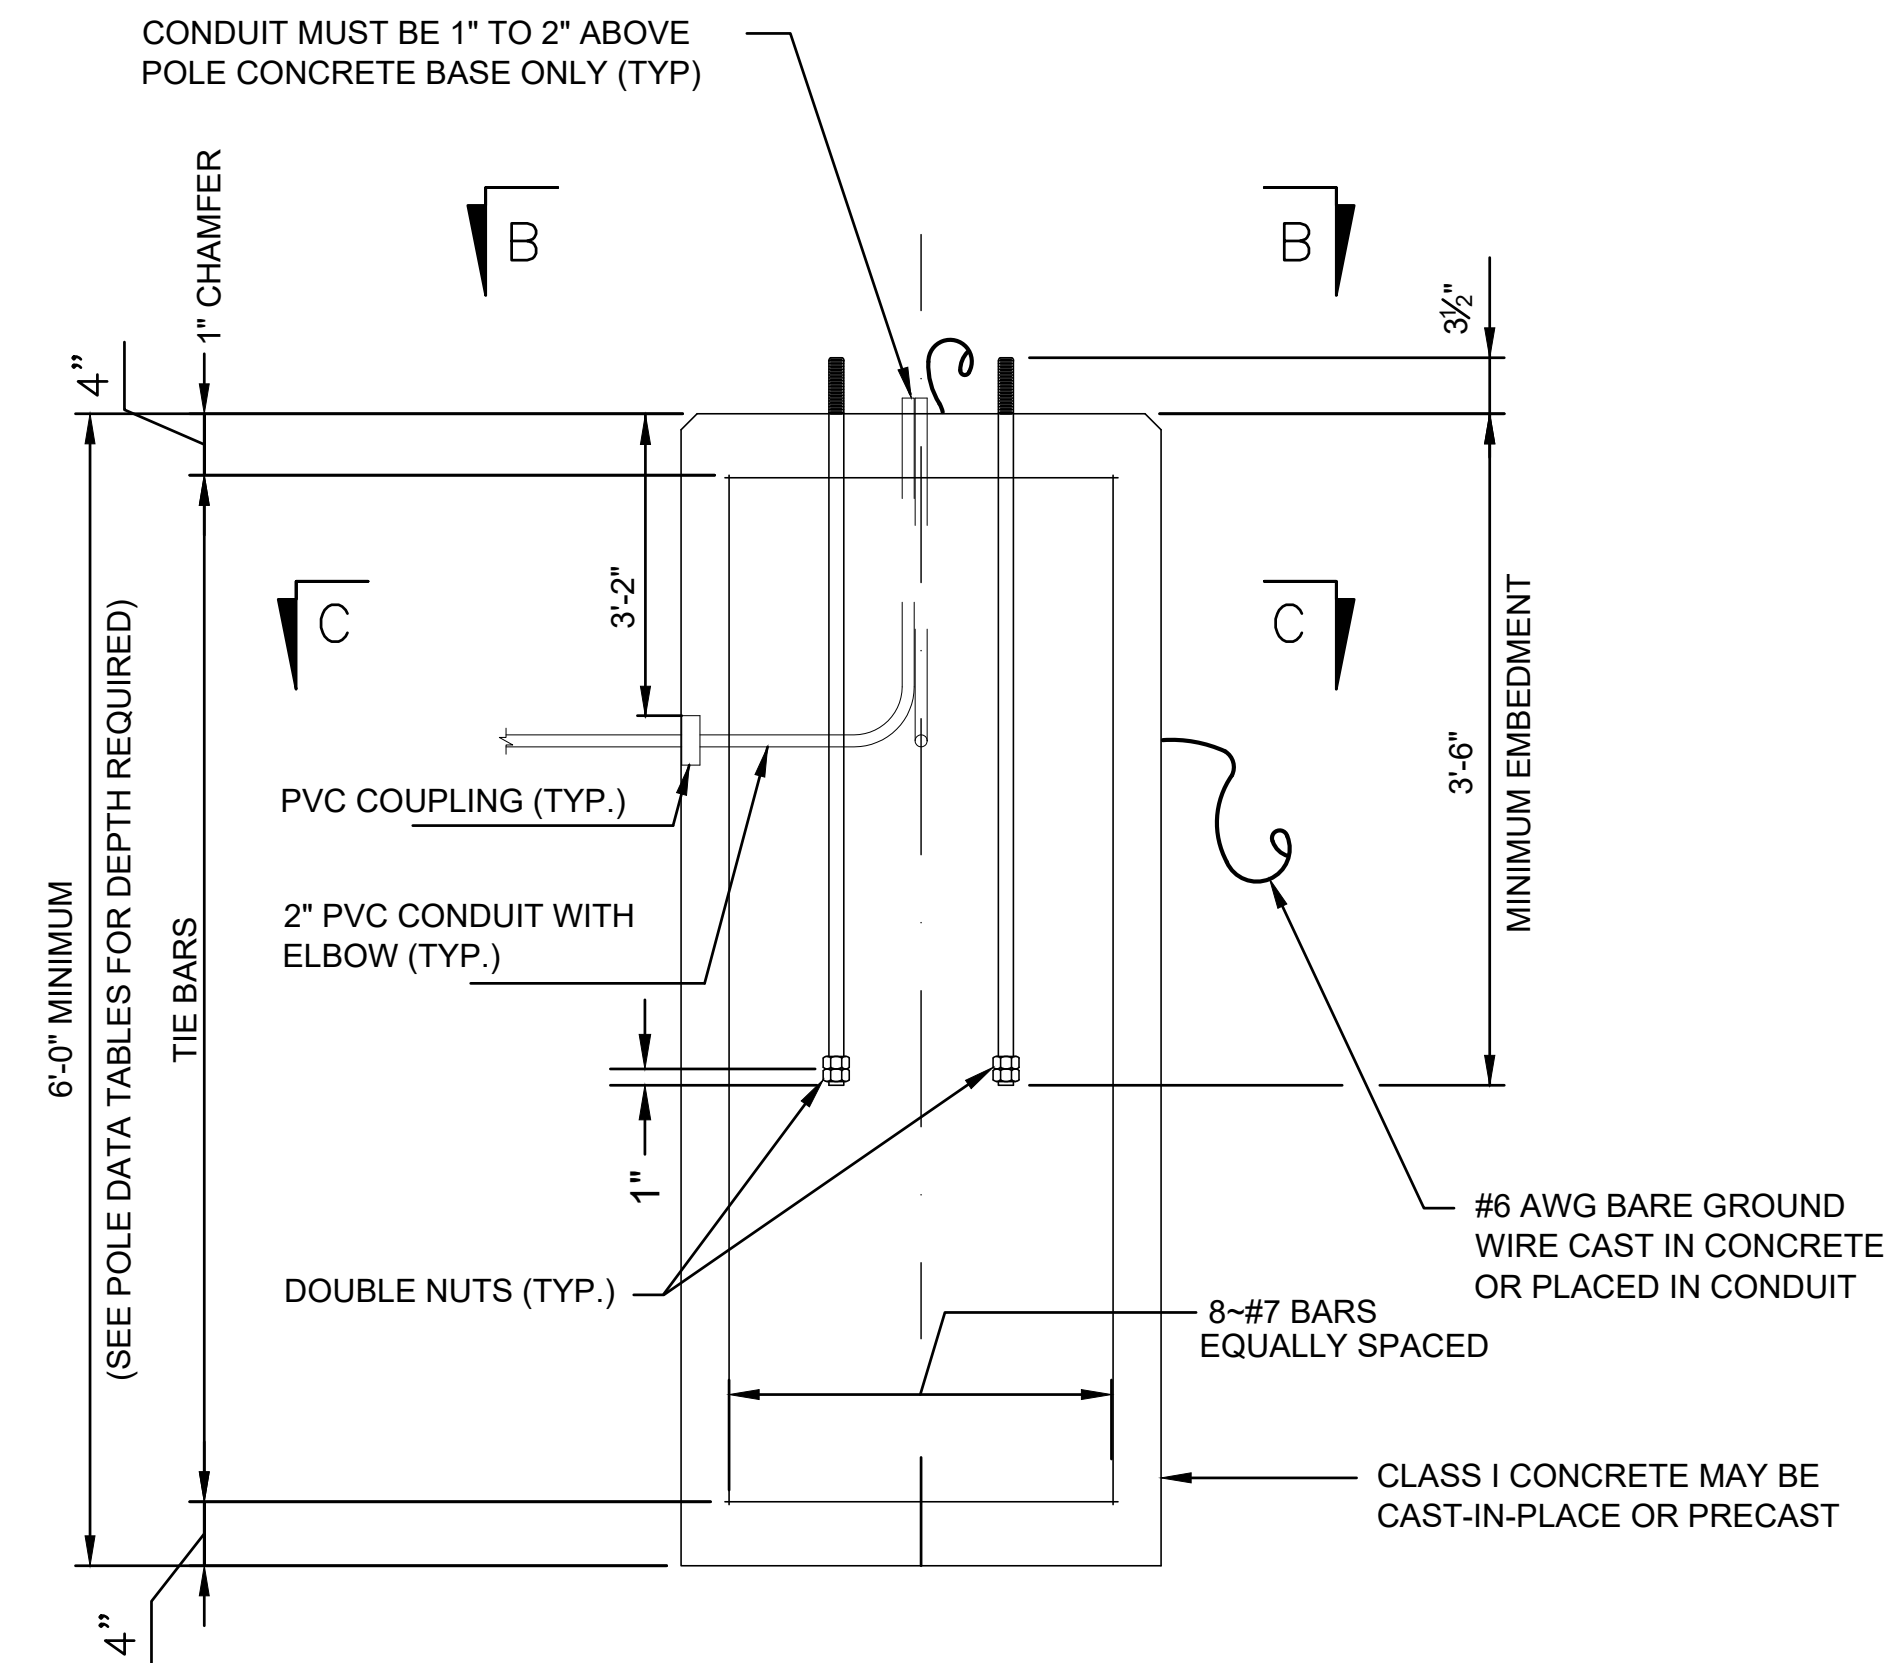 CONDUIT MUST BE 1" TO 2" ABOVE
POLE CONCRETE BASE ONLY (TYP)
1" CHAMFER
4”
B
B
3½"
C
C
3'-2"
3'-6"
MINIMUM EMBEDMENT
PVC COUPLING (TYP.)
2" PVC CONDUIT WITH
ELBOW (TYP.)
6'-0" MINIMUM
(SEE POLE DATA TABLES FOR DEPTH REQUIRED)
TIE BARS
1"
DOUBLE NUTS (TYP.)
#6 AWG BARE GROUND
WIRE CAST IN CONCRETE
OR PLACED IN CONDUIT
8~#7 BARS
EQUALLY SPACED
CLASS I CONCRETE MAY BE
CAST-IN-PLACE OR PRECAST
4”